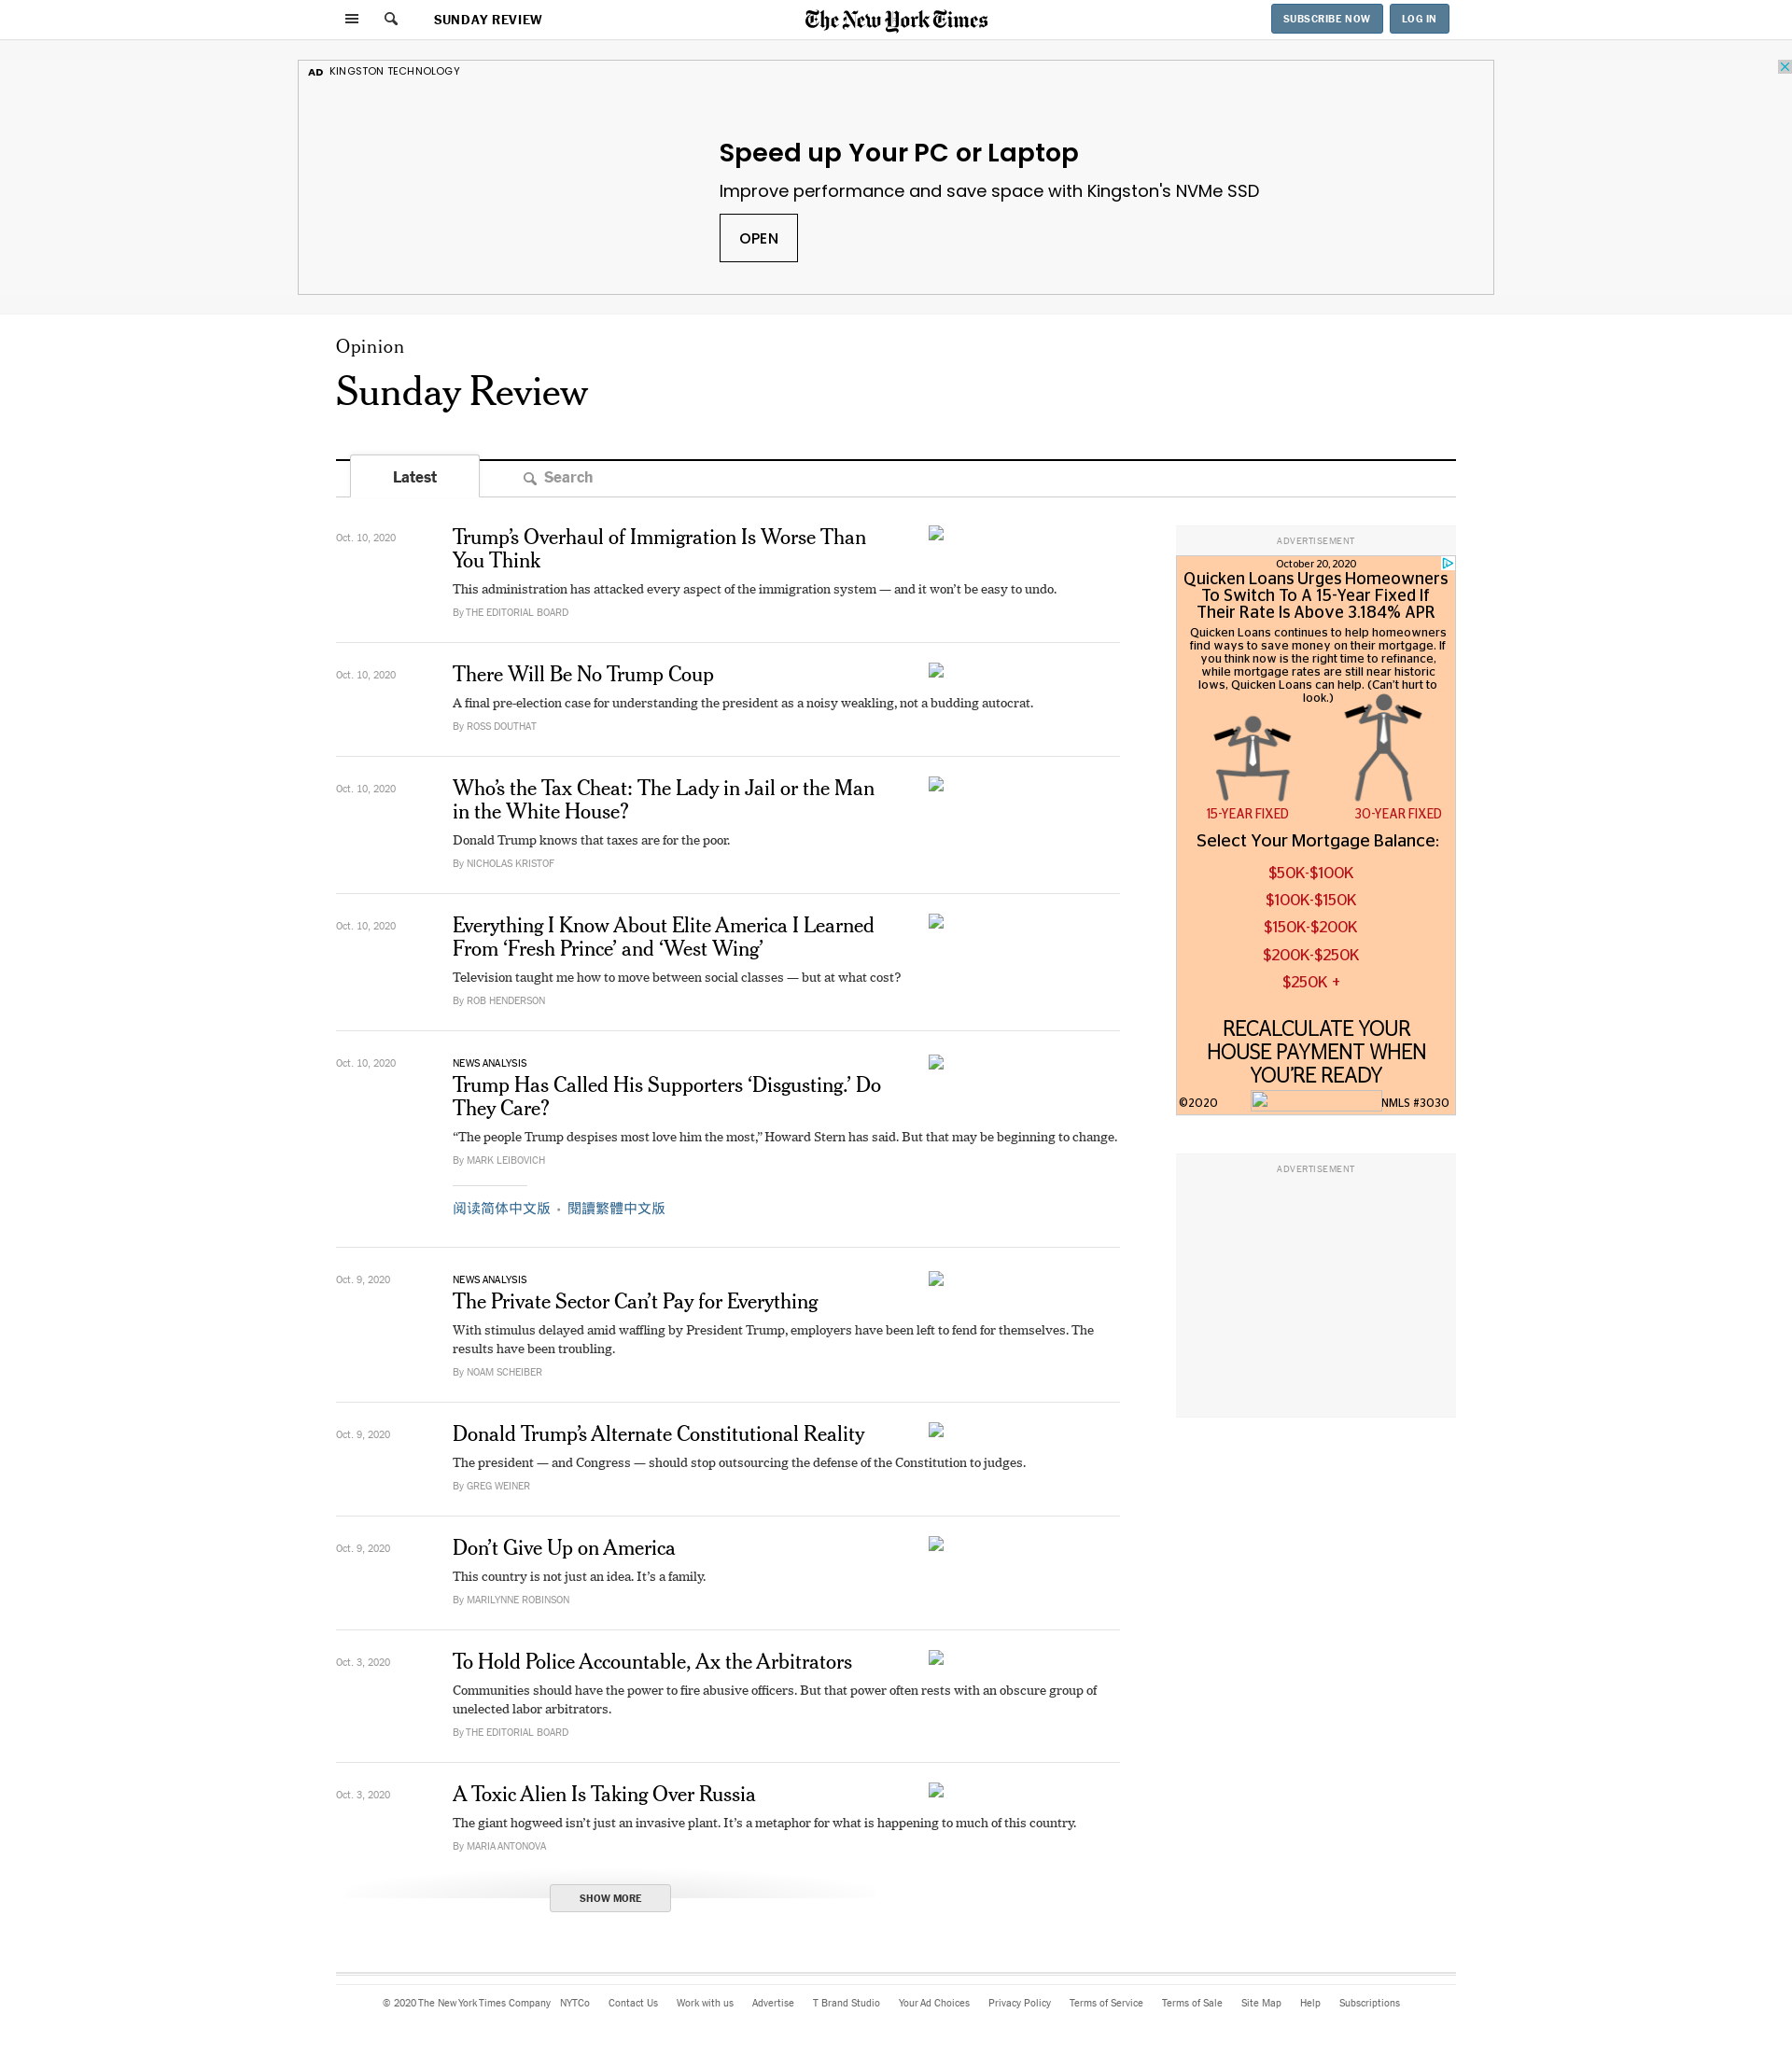 SUNDAY REVIEW
The New York Times
SUBSCRIBE NOW
LOG IN
AD KINGSTON TECHNOLOGY
Speed up Your PC or Laptop
Improve performance and save space with Kingston's NVMe SSD
OPEN
Opinion
Sunday Review
Latest
Search
Oct. 10, 2020
Trump’s Overhaul of Immigration Is Worse Than
You Think
This administration has attacked every aspect of the immigration system — and it won’t be easy to undo.
By THE EDITORIAL BOARD
Oct. 10, 2020
There Will Be No Trump Coup
A final pre-election case for understanding the president as a noisy weakling, not a budding autocrat.
By ROSS DOUTHAT
Oct. 10, 2020
Who’s the Tax Cheat: The Lady in Jail or the Man
in the White House?
Donald Trump knows that taxes are for the poor.
By NICHOLAS KRISTOF
Oct. 10, 2020
Everything I Know About Elite America I Learned
From ‘Fresh Prince’ and ‘West Wing’
Television taught me how to move between social classes — but at what cost?
By ROB HENDERSON
Oct. 10, 2020
NEWS ANALYSIS
Trump Has Called His Supporters ‘Disgusting.’ Do
They Care?
“The people Trump despises most love him the most,” Howard Stern has said. But that may be beginning to change.
By MARK LEIBOVICH
阅读简体中文版 • 閱讀繁體中文版
Oct. 9, 2020
NEWS ANALYSIS
The Private Sector Can’t Pay for Everything
With stimulus delayed amid waffling by President Trump, employers have been left to fend for themselves. The
results have been troubling.
By NOAM SCHEIBER
Oct. 9, 2020
Donald Trump’s Alternate Constitutional Reality
The president — and Congress — should stop outsourcing the defense of the Constitution to judges.
By GREG WEINER
Oct. 9, 2020
Don’t Give Up on America
This country is not just an idea. It’s a family.
By MARILYNNE ROBINSON
Oct. 3, 2020
To Hold Police Accountable, Ax the Arbitrators
Communities should have the power to fire abusive officers. But that power often rests with an obscure group of
unelected labor arbitrators.
By THE EDITORIAL BOARD
Oct. 3, 2020
A Toxic Alien Is Taking Over Russia
The giant hogweed isn’t just an invasive plant. It’s a metaphor for what is happening to much of this country.
By MARIA ANTONOVA
SHOW MORE
ADVERTISEMENT
October 20, 2020
Quicken Loans Urges Homeowners
To Switch To A 15-Year Fixed If
Their Rate Is Above 3.184% APR
Quicken Loans continues to help homeowners
find ways to save money on their mortgage. If
you think now is the right time to refinance,
while mortgage rates are still near historic
lows, Quicken Loans can help. (Can't hurt to
look.)
15-YEAR FIXED
30-YEAR FIXED
Select Your Mortgage Balance:
$50K-$100K
$100K-$150K
$150K-$200K
$200K-$250K
$250K +
RECALCULATE YOUR
HOUSE PAYMENT WHEN
YOU'RE READY
©2020
NMLS #3030
ADVERTISEMENT
© 2020 The New York Times Company NYTCo Contact Us Work with us Advertise T Brand Studio Your Ad Choices Privacy Policy Terms of Service Terms of Sale Site Map Help Subscriptions